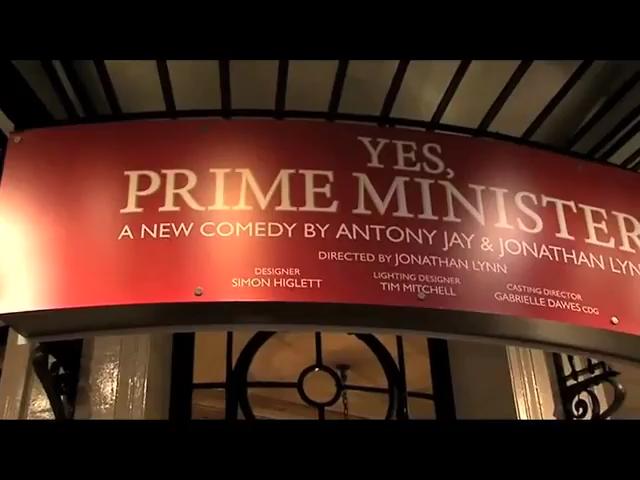 YES,
PRIME MINISTER
A NEW COMEDY BY ANTONY JAY & JONATHAN LYN
DIRECTED BY JONATHAN LYNN
DESIGNER
SIMON HIGLETT
LIGHTING DESIGNER
TIM MITCHELL
CASTING DIRECTOR
GABRIELLE DAWES CDG